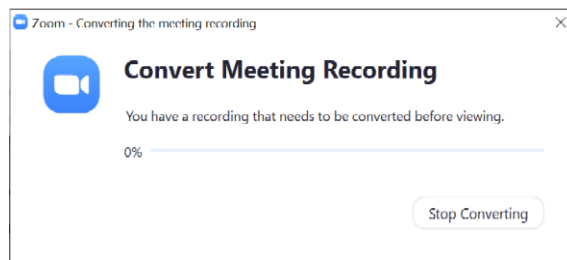 Zoom - Converting the meeting recording
Convert Meeting Recording
You have a recording that needs to be converted before viewing.
0%
Stop Converting